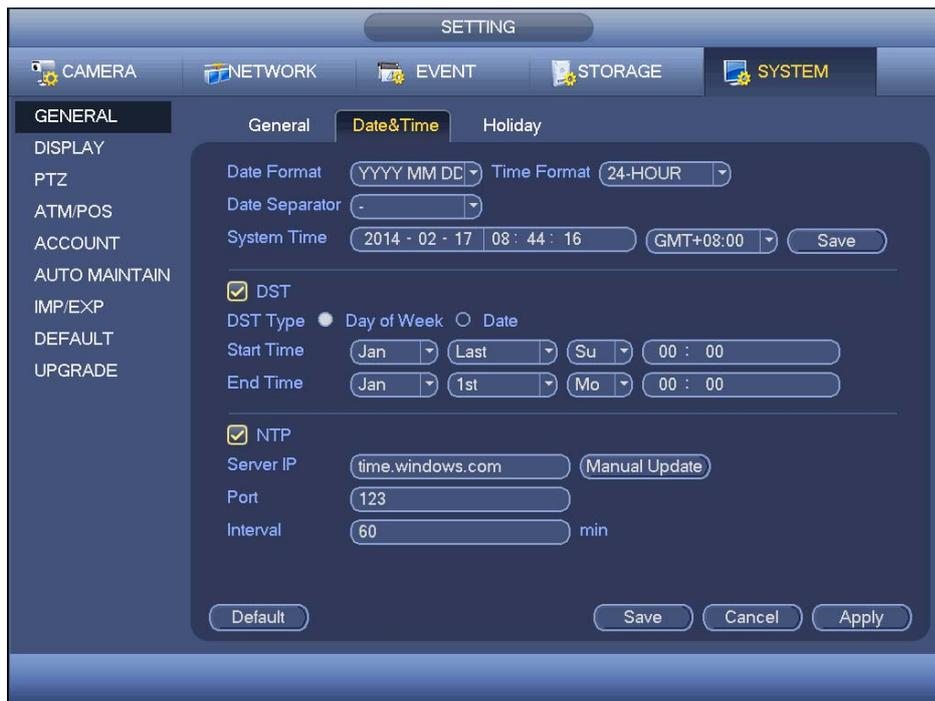 SETTING
CAMERA NETWORK EVENT STORAGE SYSTEM
GENERAL
DISPLAY
PTZ
ATM/POS
ACCOUNT
AUTO MAINTAIN
IMP/EXP
DEFAULT
UPGRADE
General Date&Time Holiday
Date Format YYYY MM DD Time Format 24-HOUR
Date Separator -
System Time 2014 - 02 - 17 08 : 44 : 16 GMT+08:00 Save
DST
DST Type Day of Week Date
Start Time Jan Last Su 00 : 00
End Time Jan 1st Mo 00 : 00
NTP
Server IP time.windows.com Manual Update
Port 123
Interval 60 min
Default Save Cancel Apply